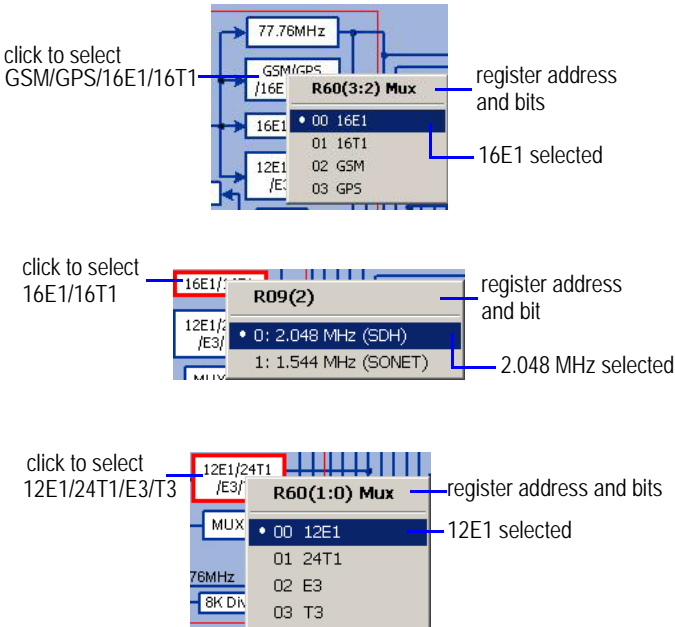 77.76MHz
click to select
GSM/GPS/16E1/16T1
GSM/GPS
/16E
R60(3:2) Mux
register address
and bits
16E1
• 00 16E1
01 16T1
16E1 selected
12E1
/E3
02 GSM
03 GPS
click to select
16E1/16T1
16E1/
R09(2)
register address
and bit
12E1/2
/E3/
• 0: 2.048 MHz (SDH)
1: 1.544 MHz (SONET)
2.048 MHz selected
MUX
click to select
12E1/24T1/E3/T3
12E1/24T1
/E3/
R60(1:0) Mux
register address and bits
MUX
• 00 12E1
12E1 selected
01 24T1
76MHz
02 E3
8K Div
03 T3